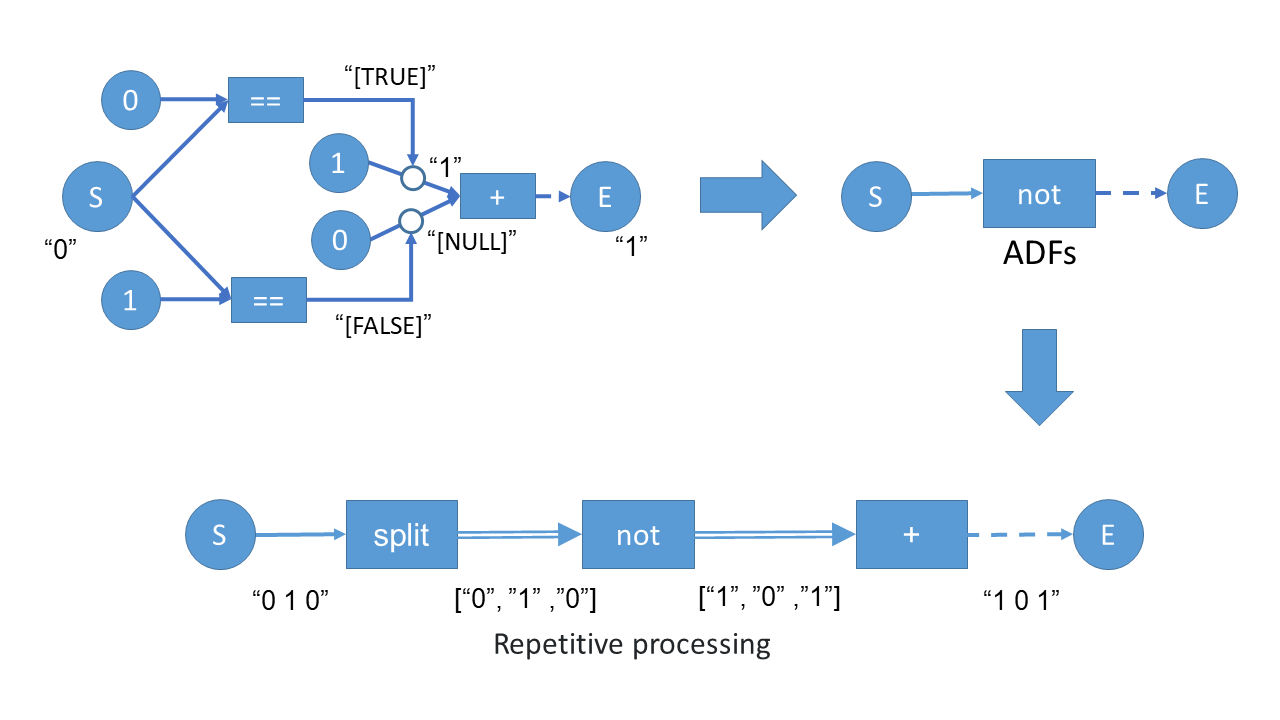 0
==
“[TRUE]”
1
“1”
S
“0”
+
E
“1”
0
“[NULL]”
1
==
“[FALSE]”
S
not
E
ADFs
S
split
not
+
E
“0 1 0”
[“0”, ”1” ,”0”]
[“1”, ”0” ,”1”]
“1 0 1”
Repetitive processing